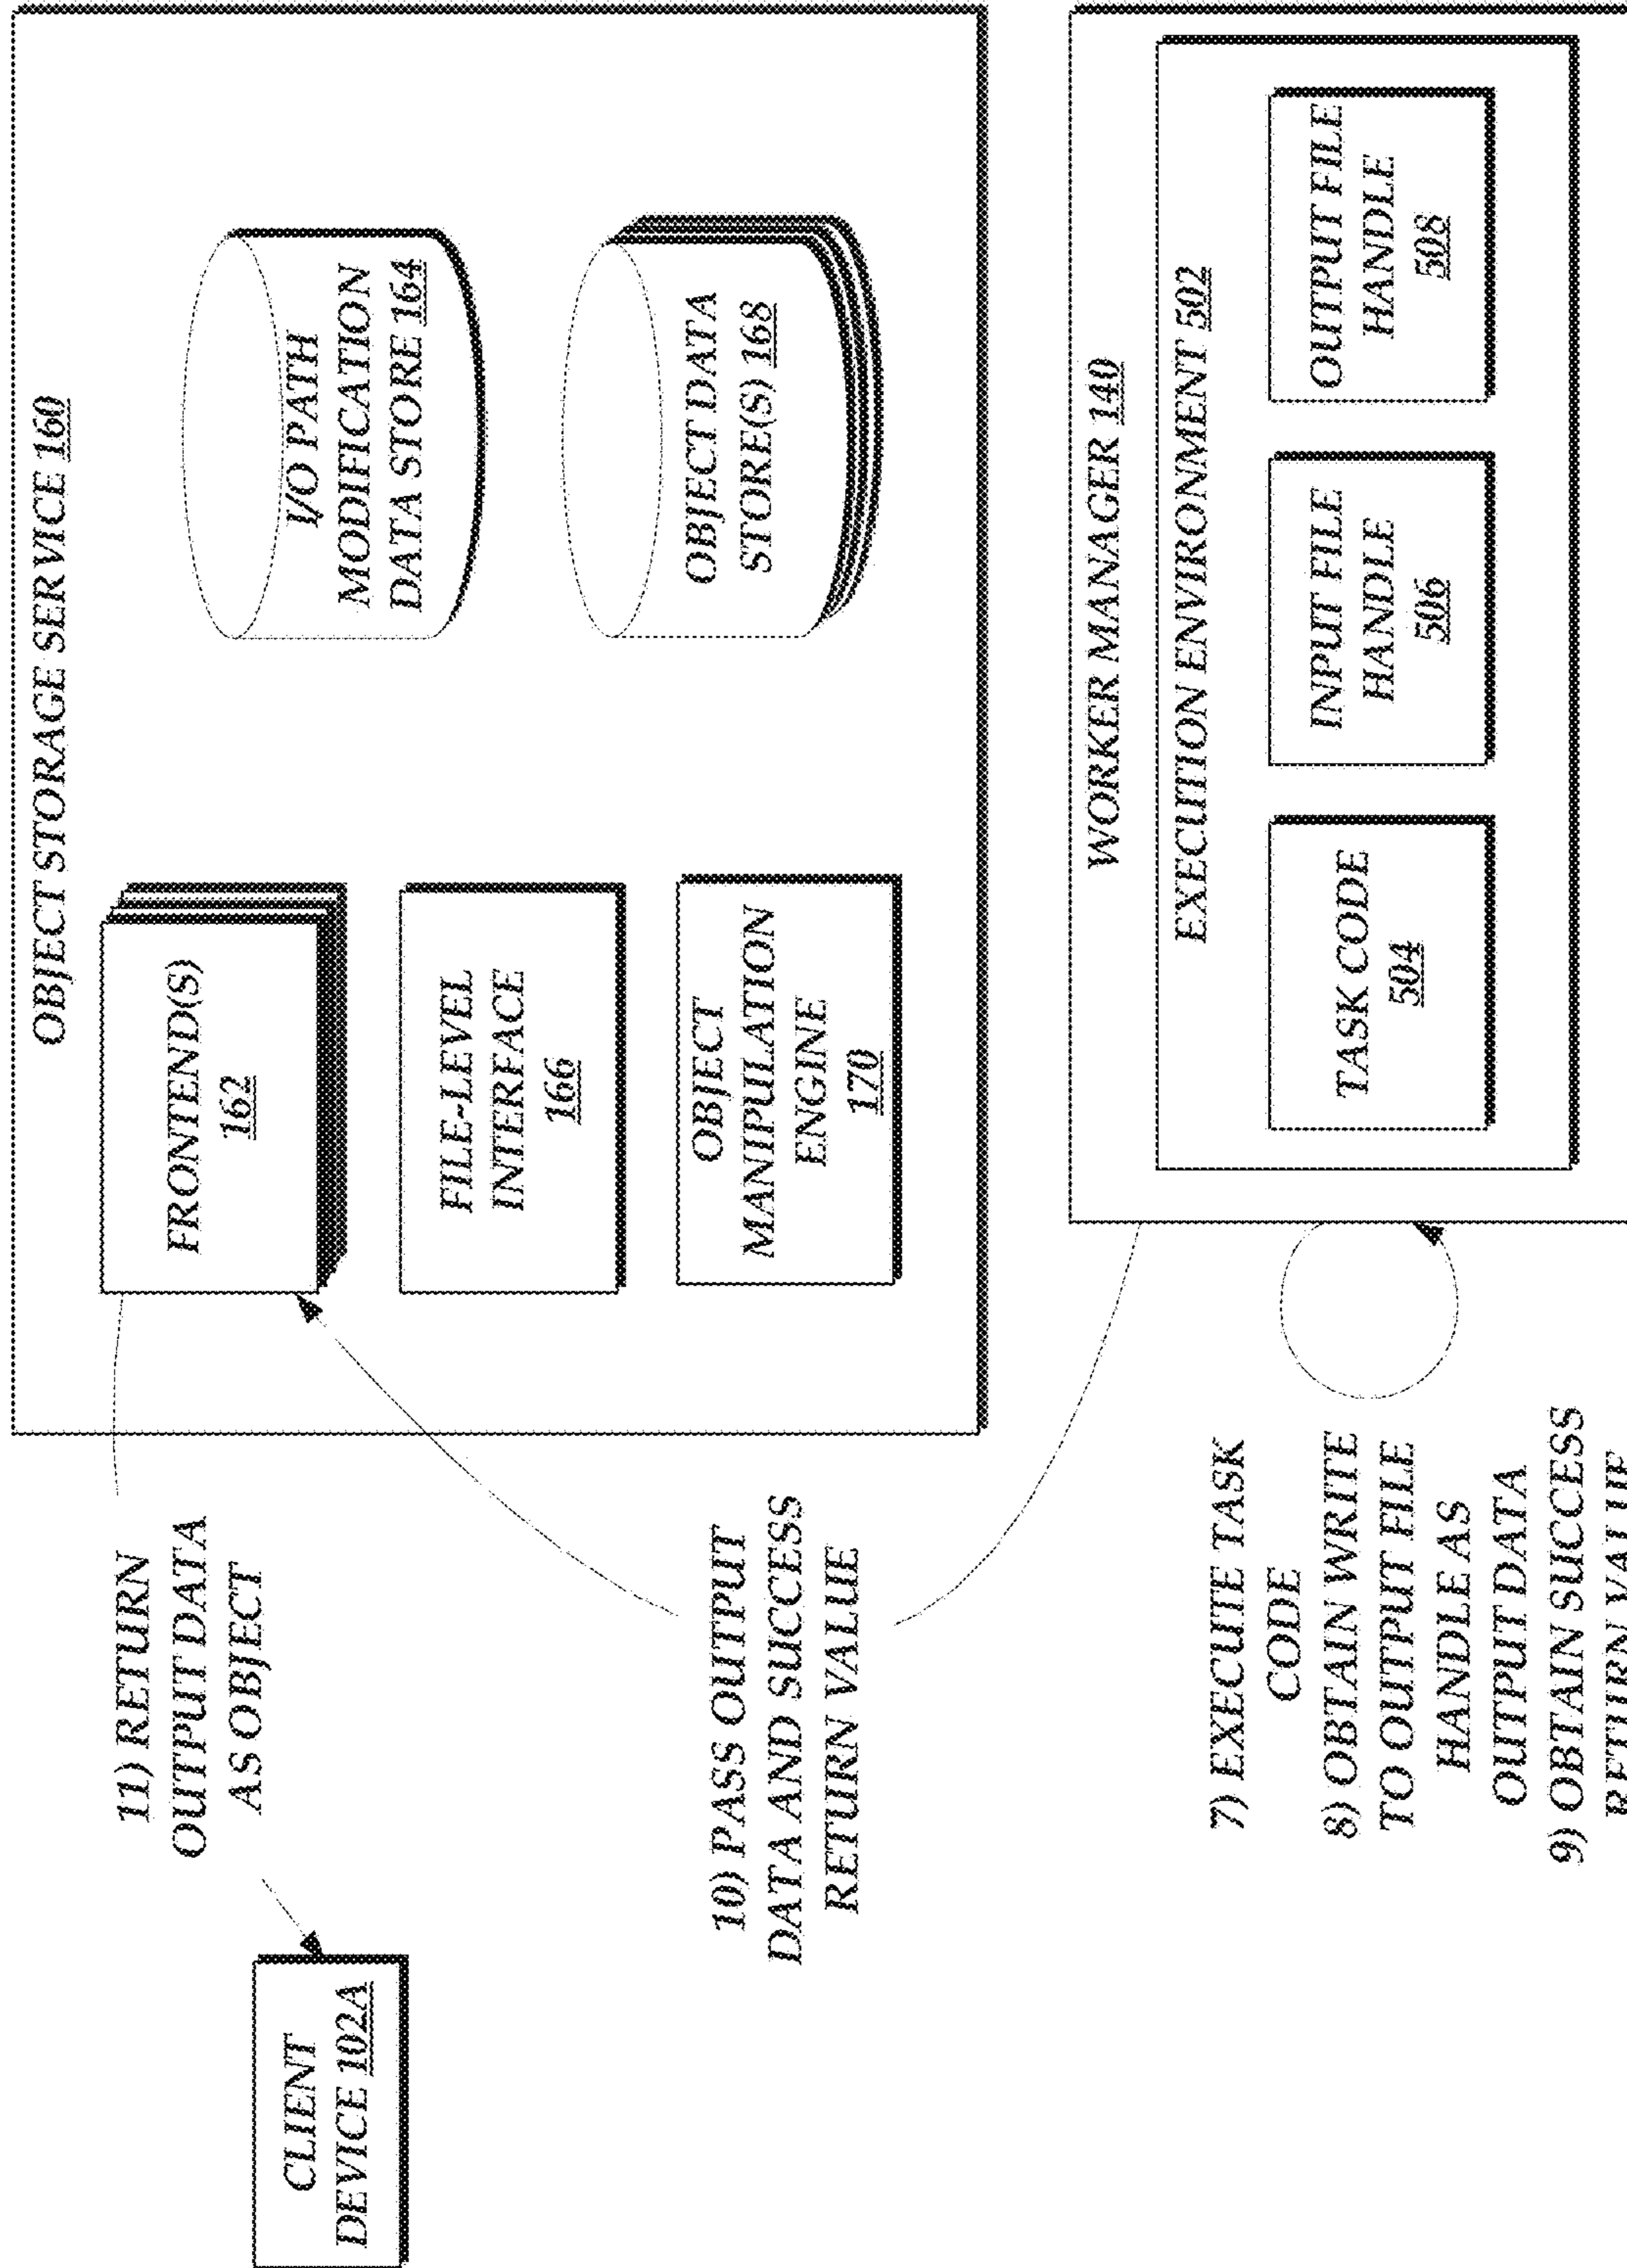 OBJECT STORAGE SERVICE 160
FRONTEND(S)
162
FILE-LEVEL
INTERFACE
166
OBJECT
MANIPULATION
ENGINE
170
I/O PATH
MODIFICATION
DATA STORE 164
OBJECT DATA
STORE(S) 168
11) RETURN
OUTPUT DATA
AS OBJECT
CLIENT
DEVICE 102A
10) PASS OUTPUT
DATA AND SUCCESS
RETURN VALUE
WORKER MANAGER 140
EXECUTION ENVIRONMENT 502
TASK CODE
504
INPUT FILE
HANDLE
506
OUTPUT FILE
HANDLE
508
7) EXECUTE TASK
CODE
8) OBTAIN WRITE
TO OUTPUT FILE
HANDLE AS
OUTPUT DATA
9) OBTAIN SUCCESS
RETURN VALUE